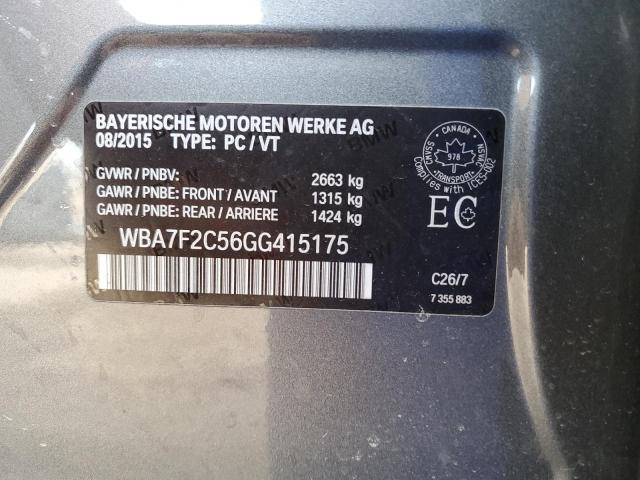 BAYERISCHE MOTOREN WERKE AG
08/2015 TYPE: PC / VT
GVWR / PNBV: 2663 kg
GAWR / PNBE: FRONT / AVANT 1315 kg
GAWR / PNBE: REAR / ARRIERE 1424 kg
WBA7F2C56GG415175
CANADA
CMVSS NSVAC
978
TRANSPORT
Complies with ICES-002
EC
C26/7
7 355 883